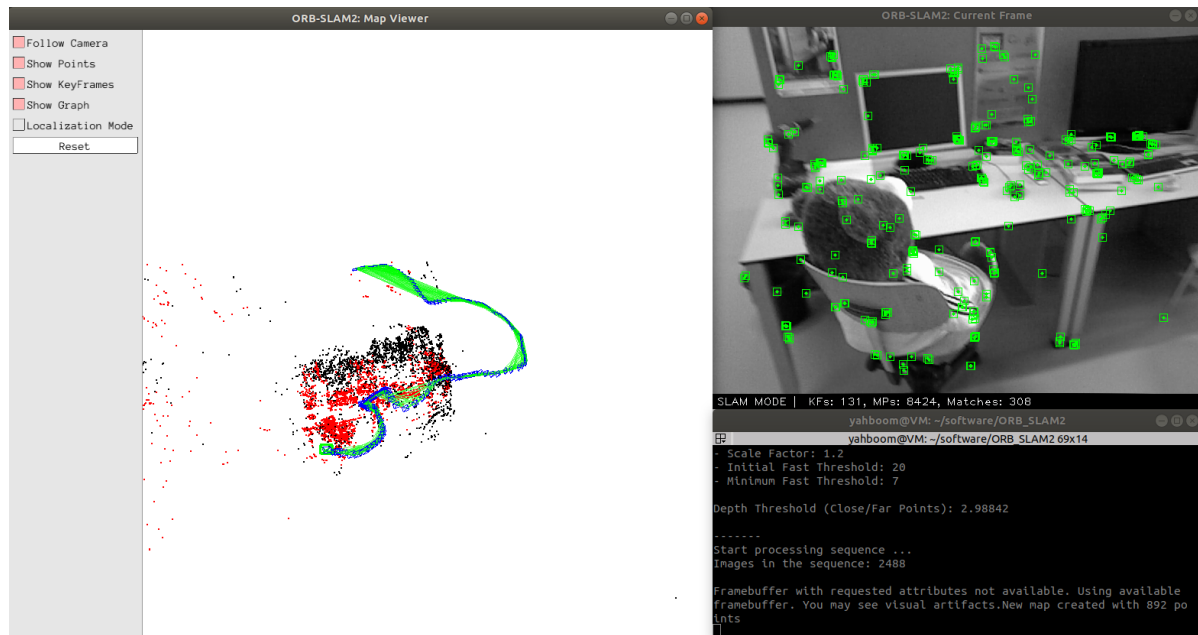 ORB-SLAM2: Map Viewer
Follow Camera
Show Points
Show KeyFrames
Show Graph
Localization Mode
Reset
ORB-SLAM2: Current Frame
SLAM MODE | KFs: 131, MPs: 8424, Matches: 308
yahboom@VM: ~/software/ORB_SLAM2
yahboom@VM: ~/software/ORB_SLAM2 69x14
- Scale Factor: 1.2
- Initial Fast Threshold: 20
- Minimum Fast Threshold: 7
Depth Threshold (Close/Far Points): 2.98842
-------
Start processing sequence ...
Images in the sequence: 2488
Framebuffer with requested attributes not available. Using available
framebuffer. You may see visual artifacts.New map created with 892 po
ints